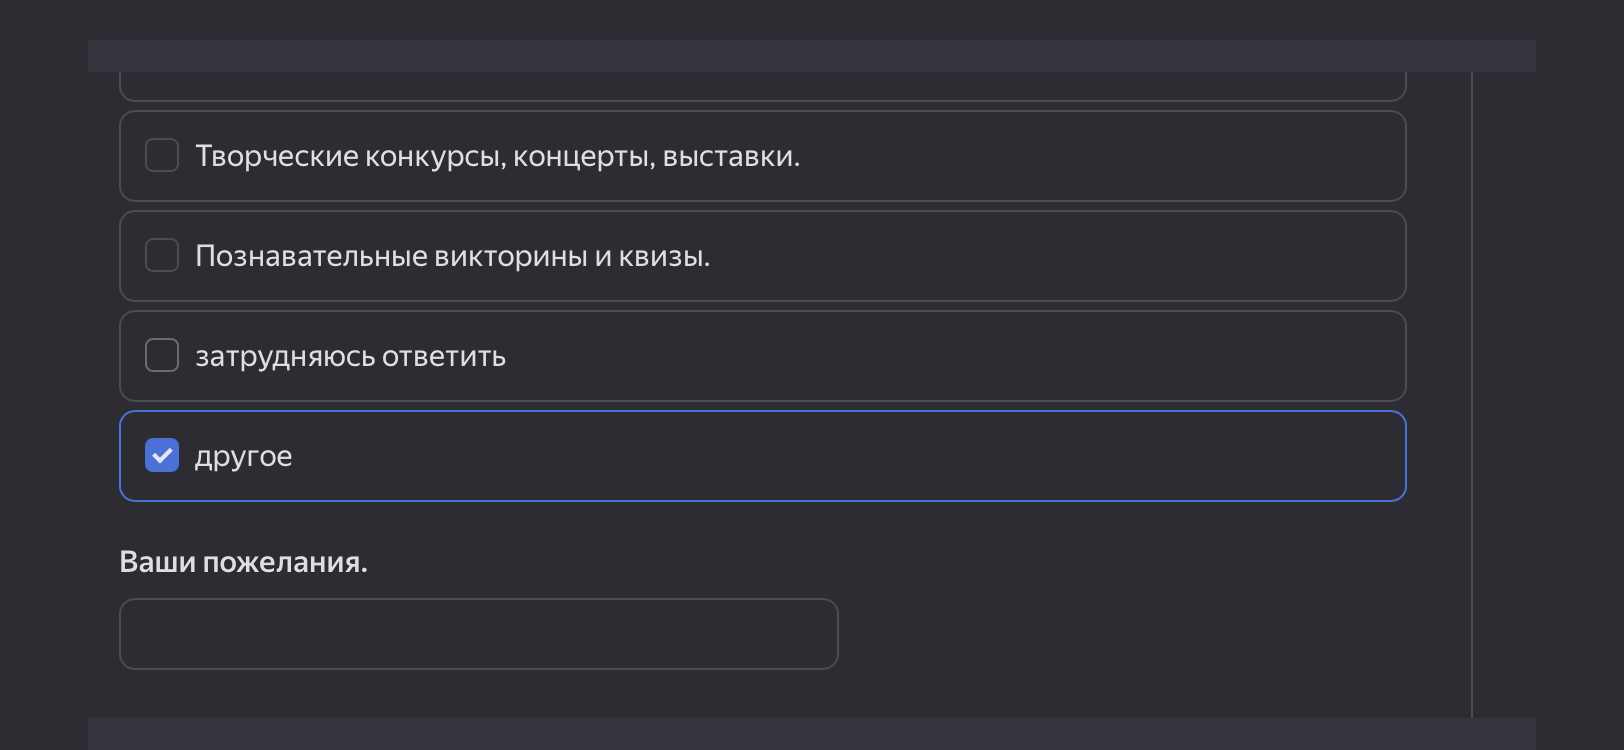 Творческие конкурсы, концерты, выставки.
Познавательные викторины и квизы.
затрудняюсь ответить
другое
Ваши пожелания.